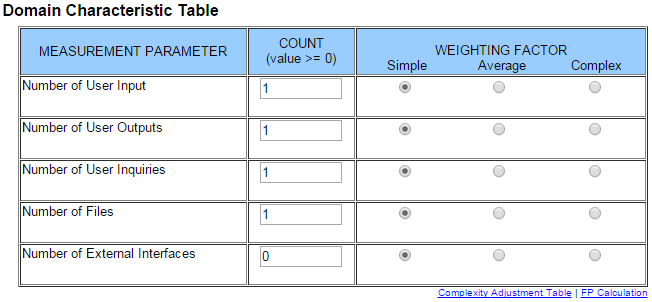 Domain Characteristic Table
MEASUREMENT PARAMETER
COUNT
(value >= 0)
WEIGHTING FACTOR
Simple Average Complex
Number of User Input 1
Number of User Outputs 1
Number of User Inquiries 1
Number of Files 1
Number of External Interfaces 0
Complexity Adjustment Table | FP Calculation